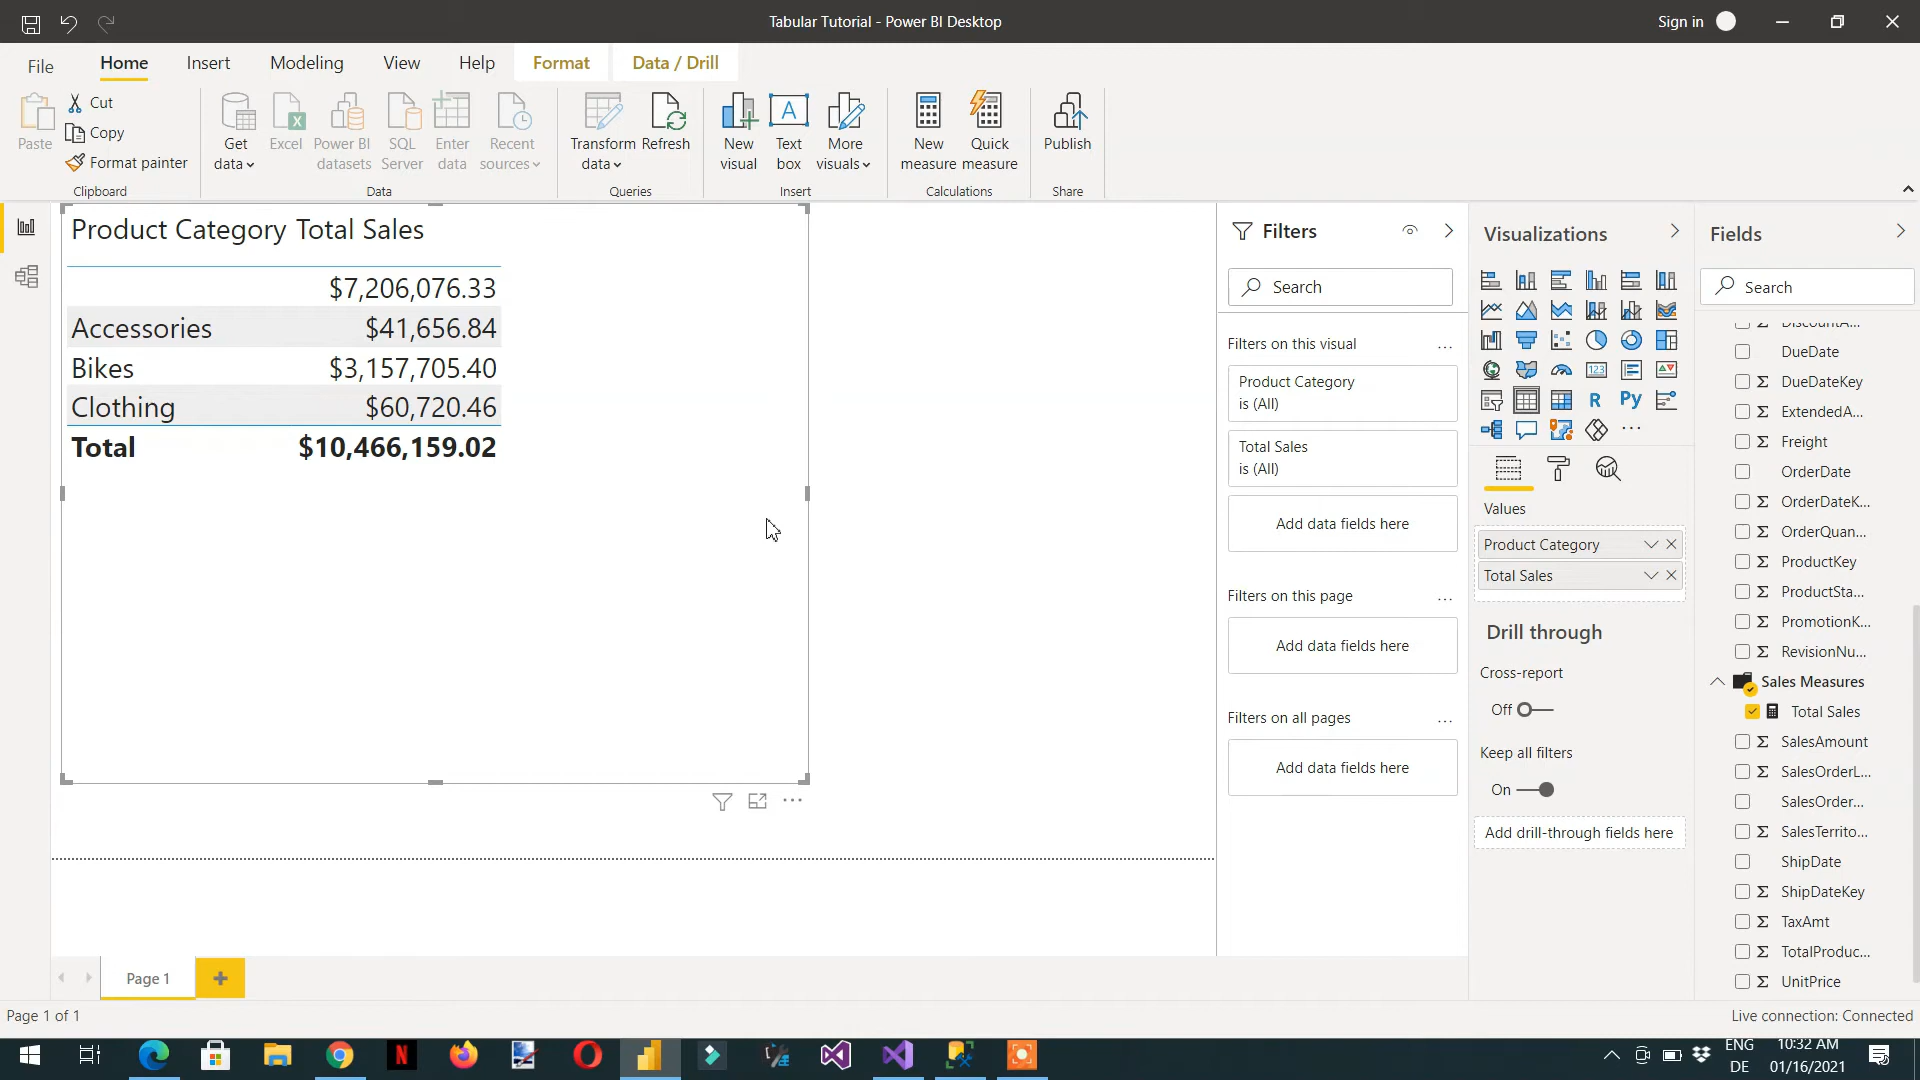 Tabular Tutorial - Power BI Desktop
Sign in
File
Home
Insert
Modeling
View
Help
Format
Data / Drill
Paste
Cut
Copy
Format painter
Clipboard
Get data
Excel
Power BI datasets
SQL Server
Enter data
Recent sources
Data
Transform data
Refresh
Queries
New visual
Text box
More visuals
Insert
New measure
Quick measure
Calculations
Publish
Share
Product Category Total Sales
$7,206,076.33
Accessories $41,656.84
Bikes $3,157,705.40
Clothing $60,720.46
Total $10,466,159.02
Filters
Search
Filters on this visual
Product Category
is (All)
Total Sales
is (All)
Add data fields here
Filters on this page
Add data fields here
Filters on all pages
Add data fields here
Visualizations
123
R
Py
Values
Product Category
Total Sales
Drill through
Cross-report
Off
Keep all filters
On
Add drill-through fields here
Fields
Search
Σ DiscountA...
DueDate
Σ DueDateKey
Σ ExtendedA...
Σ Freight
OrderDate
Σ OrderDateK...
Σ OrderQuan...
Σ ProductKey
Σ ProductSta...
Σ PromotionK...
Σ RevisionNu...
Sales Measures
Total Sales
Σ SalesAmount
Σ SalesOrderL...
SalesOrder...
Σ SalesTerrito...
ShipDate
Σ ShipDateKey
Σ TaxAmt
Σ TotalProduc...
Σ UnitPrice
Page 1
Page 1 of 1
Live connection: Connected
ENG
DE
10:32 AM
01/16/2021